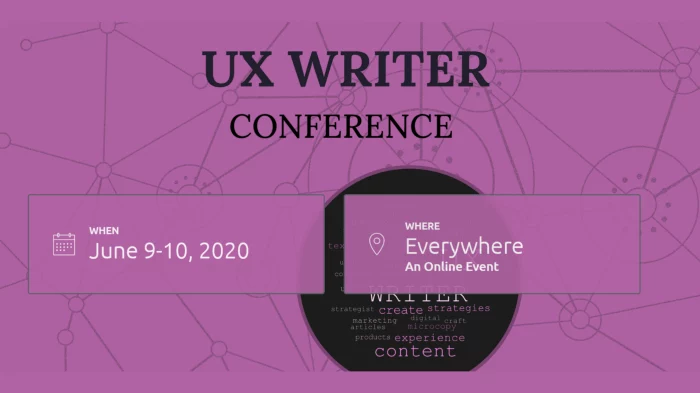 UX WRITER
CONFERENCE
WHEN
June 9-10, 2020
WHERE
Everywhere
An Online Event
WRITER
strategist create strategies
marketing digital craft
articles microcopy
products experience
content